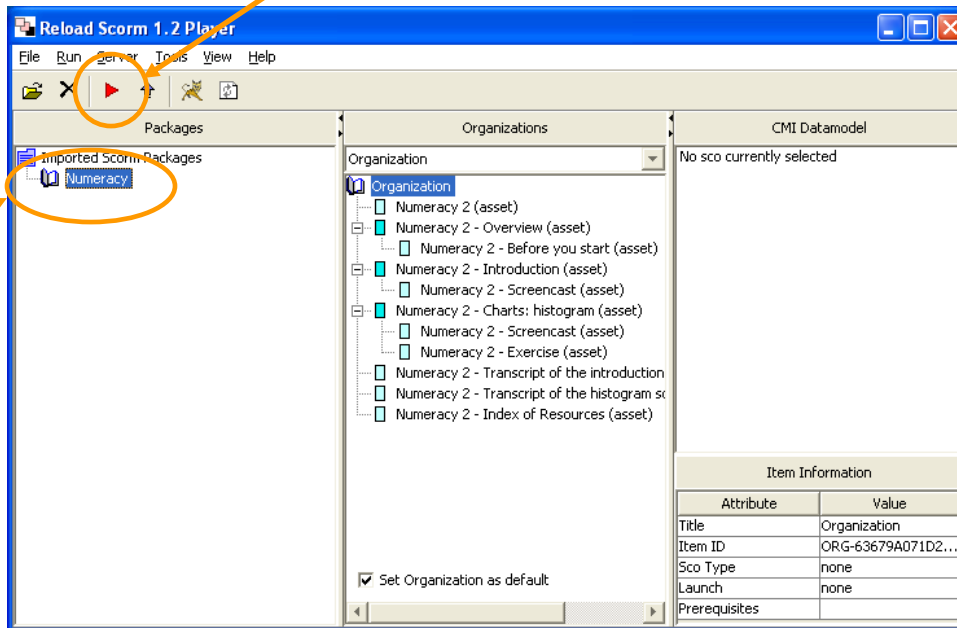 Reload Scorm 1.2 Player
File Run Server Tools View Help
Packages
Organizations
CMI Datamodel
Imported Scorm Packages
Numeracy
Organization
Organization
Numeracy 2 (asset)
Numeracy 2 - Overview (asset)
Numeracy 2 - Before you start (asset)
Numeracy 2 - Introduction (asset)
Numeracy 2 - Screencast (asset)
Numeracy 2 - Charts: histogram (asset)
Numeracy 2 - Screencast (asset)
Numeracy 2 - Exercise (asset)
Numeracy 2 - Transcript of the introduction
Numeracy 2 - Transcript of the histogram
Numeracy 2 - Index of Resources (asset)
Set Organization as default
No sco currently selected
Item Information
Attribute Value
Title Organization
Item ID ORG-63679A071D2...
Sco Type none
Launch none
Prerequisites